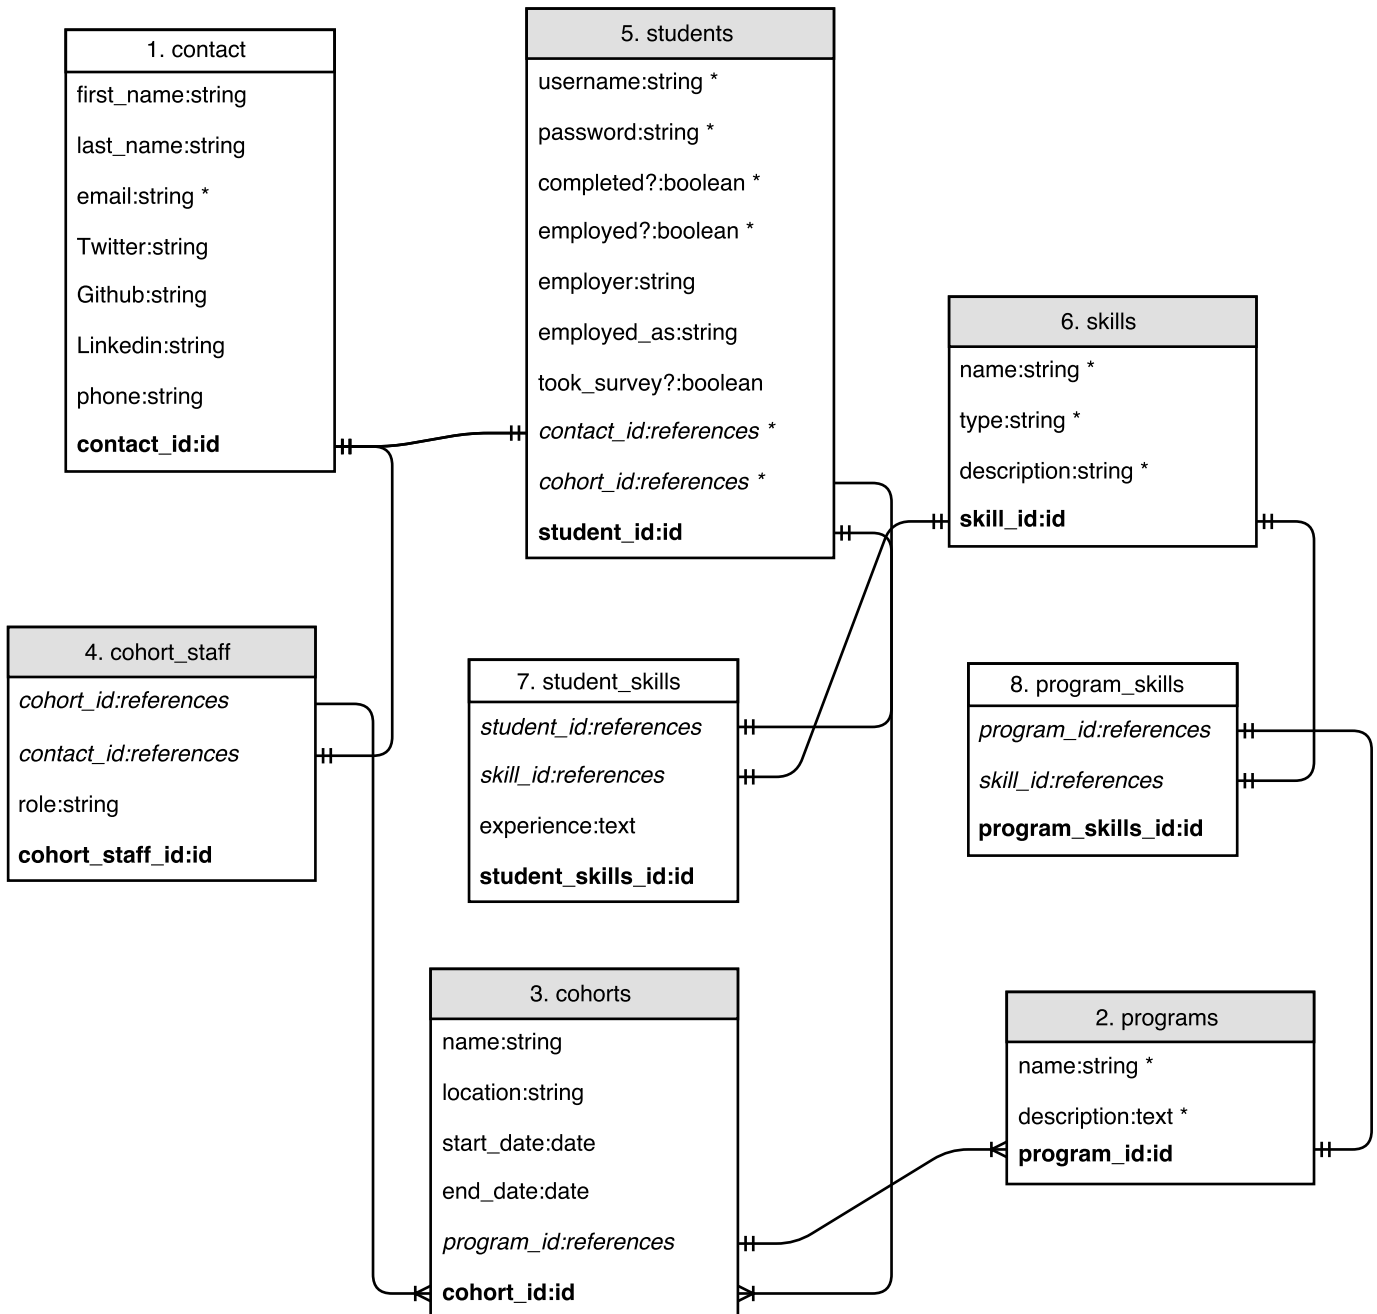 1. contact
first_name:string
last_name:string
email:string *
Twitter:string
Github:string
Linkedin:string
phone:string
contact_id:id
5. students
username:string *
password:string *
completed?:boolean *
employed?:boolean *
employer:string
employed_as:string
took_survey?:boolean
contact_id:references *
cohort_id:references *
student_id:id
6. skills
name:string *
type:string *
description:string *
skill_id:id
4. cohort_staff
cohort_id:references
contact_id:references
role:string
cohort_staff_id:id
7. student_skills
student_id:references
skill_id:references
experience:text
student_skills_id:id
8. program_skills
program_id:references
skill_id:references
program_skills_id:id
3. cohorts
name:string
location:string
start_date:date
end_date:date
program_id:references
cohort_id:id
2. programs
name:string *
description:text *
program_id:id